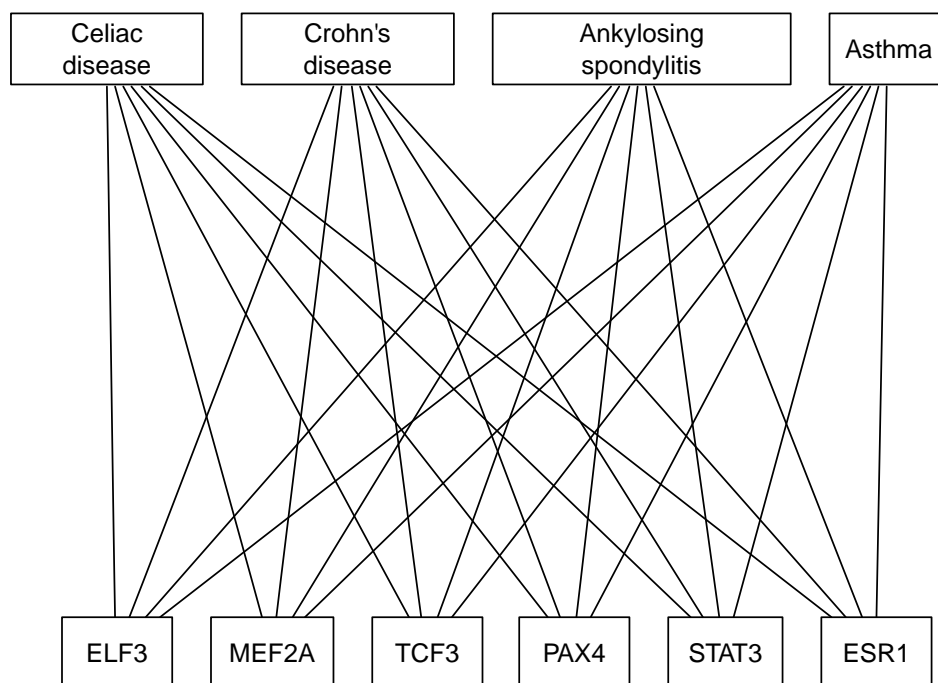 Celiac
disease
Crohn's
disease
Ankylosing
spondylitis
Asthma
ELF3
MEF2A
TCF3
PAX4
STAT3
ESR1